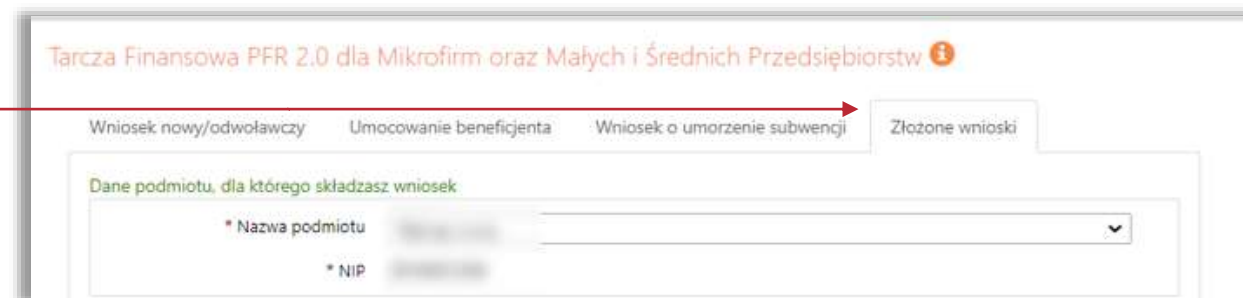 Tarcza Finansowa PFR 2.0 dla Mikrofirm oraz Małych i Średnich Przedsiębiorstw
Wniosek nowy/odwoławczy Umocowanie beneficjenta Wniosek o umorzenie subwencji Złożone wnioski
Dane podmiotu, dla którego składasz wniosek
* Nazwa podmiotu
* NIP